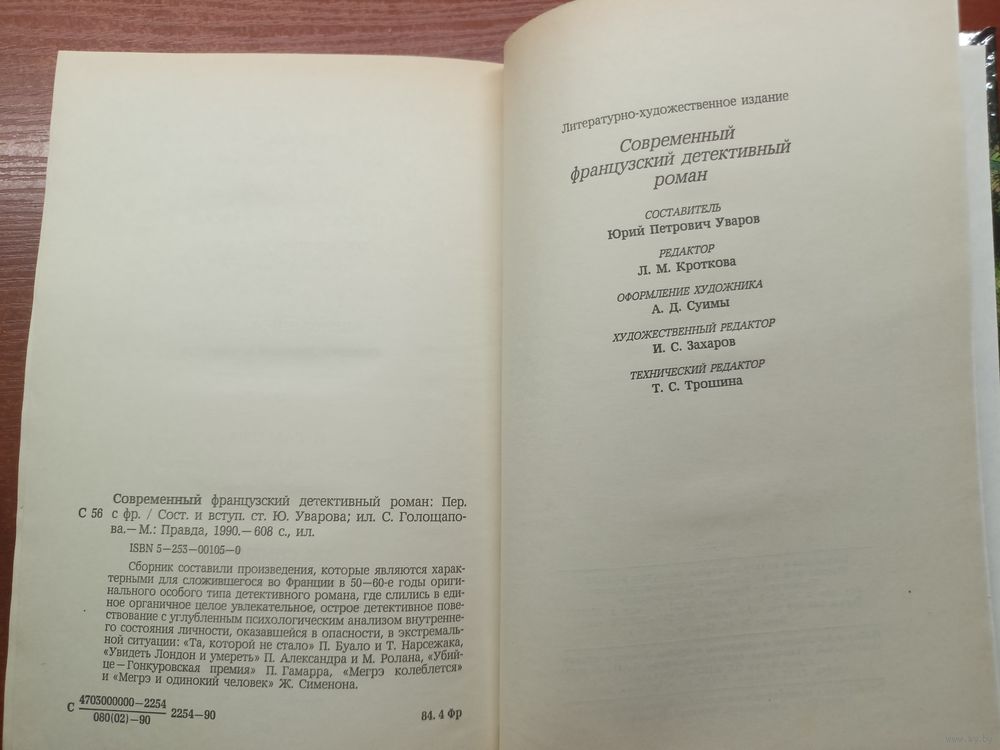 Современный французский детективный роман: Пер.
С 56 с фр. / Сост. и вступ. ст. Ю. Уварова; ил. С. Голощапо-
ва.— М.: Правда, 1990.— 608 с., ил.
ISBN 5—253—00105—0
Сборник составили произведения, которые являются харак-
терными для сложившегося во Франции в 50—60-е годы ориги-
нального особого типа детективного романа, где слились в еди-
ное органичное целое увлекательное, острое детективное пове-
ствование с углубленным психологическим анализом внутренне-
го состояния личности, оказавшейся в опасности, в экстремаль-
ной ситуации: «Та, которой не стало» П. Буало и Т. Нарсежака,
«Увидеть Лондон и умереть» П. Александра и М. Ролана, «Убий-
це — Гонкуровская премия» П. Гамарра, «Мегрэ колеблется»
и «Мегрэ и одинокий человек» Ж. Сименона.
С 4703000000—2254
080(02)—90 2254—90
84. 4 Фр
Литературно-художественное издание
Современный
французский детективный
роман
СОСТАВИТЕЛЬ
Юрий Петрович Уваров
РЕДАКТОР
Л. М. Кроткова
ОФОРМЛЕНИЕ ХУДОЖНИКА
А. Д. Суимы
ХУДОЖЕСТВЕННЫЙ РЕДАКТОР
И. С. Захаров
ТЕХНИЧЕСКИЙ РЕДАКТОР
Т. С. Трошина